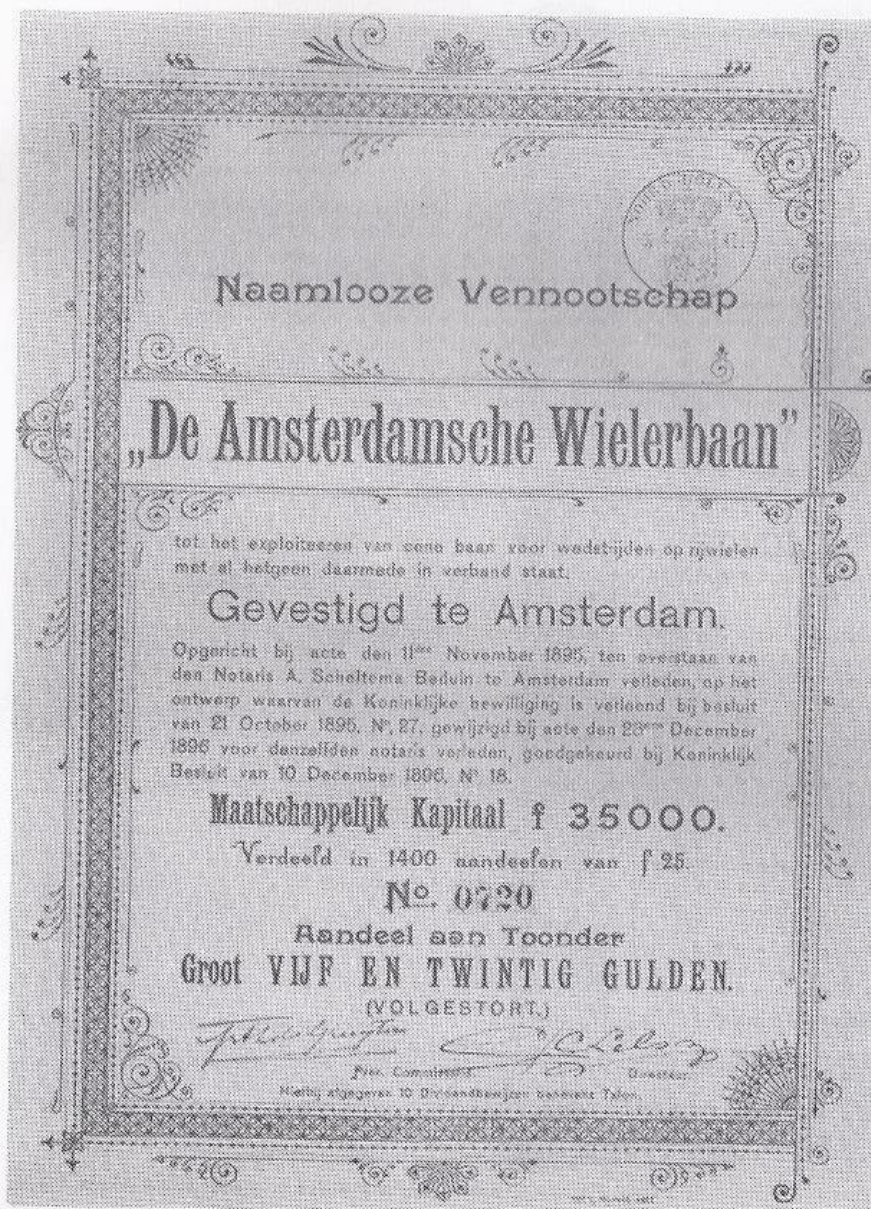 Naamlooze Vennootschap
„De Amsterdamsche Wielerbaan”
tot het exploiteeren van eene baan voor wedstrijden op rijwielen
met al hetgeen daarmede in verband staat.
Gevestigd te Amsterdam.
Opgericht bij acte den 11den November 1895, ten overstaan van
den Notaris A. Scheltema Beduin te Amsterdam verleden, op het
ontwerp waarvan de Koninklijke bewilliging is verleend bij besluit
van 21 October 1895, No. 27, gewijzigd bij acte den 23sten December
1896 voor denzelfden notaris verleden, goedgekeurd bij Koninklijk
Besluit van 10 December 1896, No 18.
Maatschappelijk Kapitaal f 35000.
Verdeeld in 1400 aandeelen van f 25.
No. 0720
Aandeel aan Toonder
Groot VIJF EN TWINTIG GULDEN.
(VOLGESTORT.)
Pres. Commissaris Directeur.
Hierbij afgegeven 10 Dividendbewijzen benevens Talon.